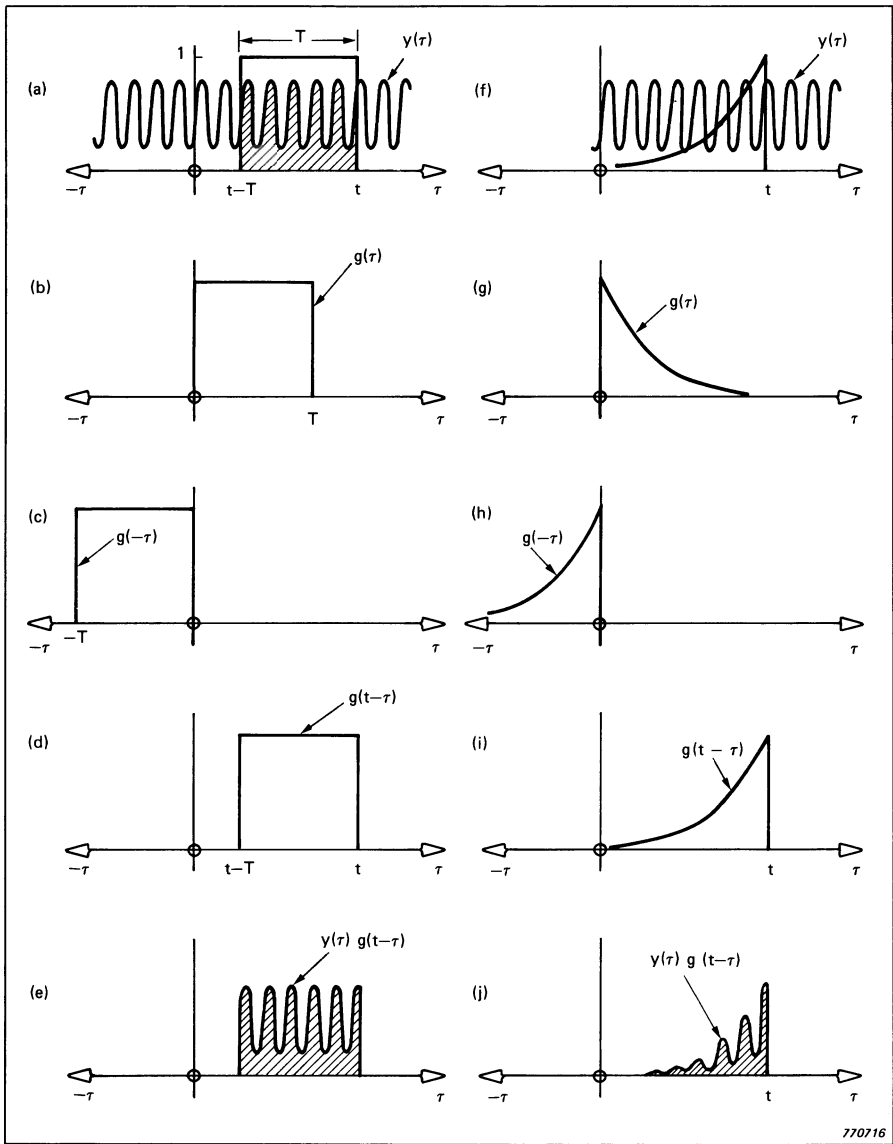 (a)
1
T
y(τ)
−τ
t−T
t
τ
(f)
y(τ)
−τ
t
τ
(b)
g(τ)
−τ
T
τ
(g)
g(τ)
−τ
τ
(c)
g(−τ)
−τ
−T
τ
(h)
g(−τ)
−τ
τ
(d)
g(t−τ)
−τ
t−T
t
τ
(i)
g(t − τ)
−τ
t
τ
(e)
y(τ) g(t−τ)
−τ
τ
(j)
y(τ) g (t−τ)
−τ
t
τ
770716